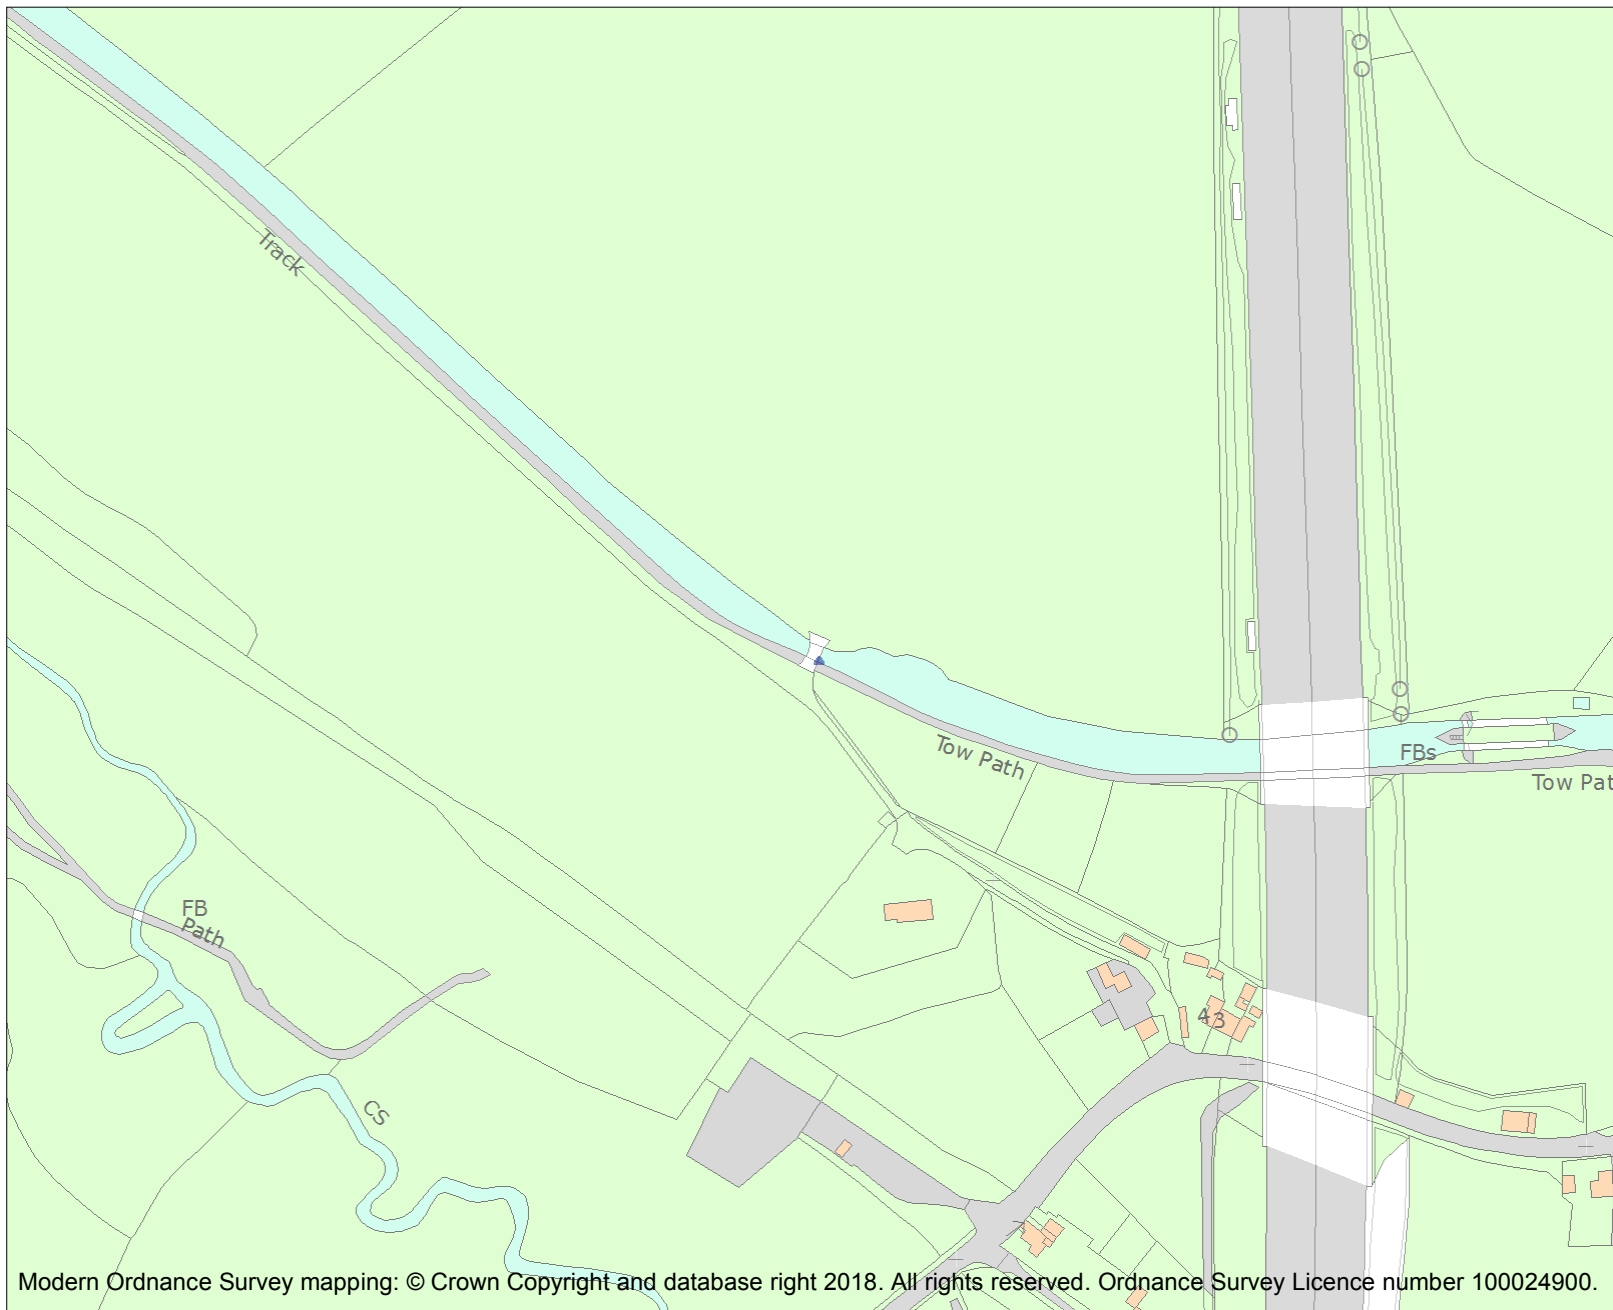 Track
Tow Path
FBs
Tow Pat
FB
Path
43
CS
Modern Ordnance Survey mapping: © Crown Copyright and database right 2018. All rights reserved. Ordnance Survey Licence number 100024900.